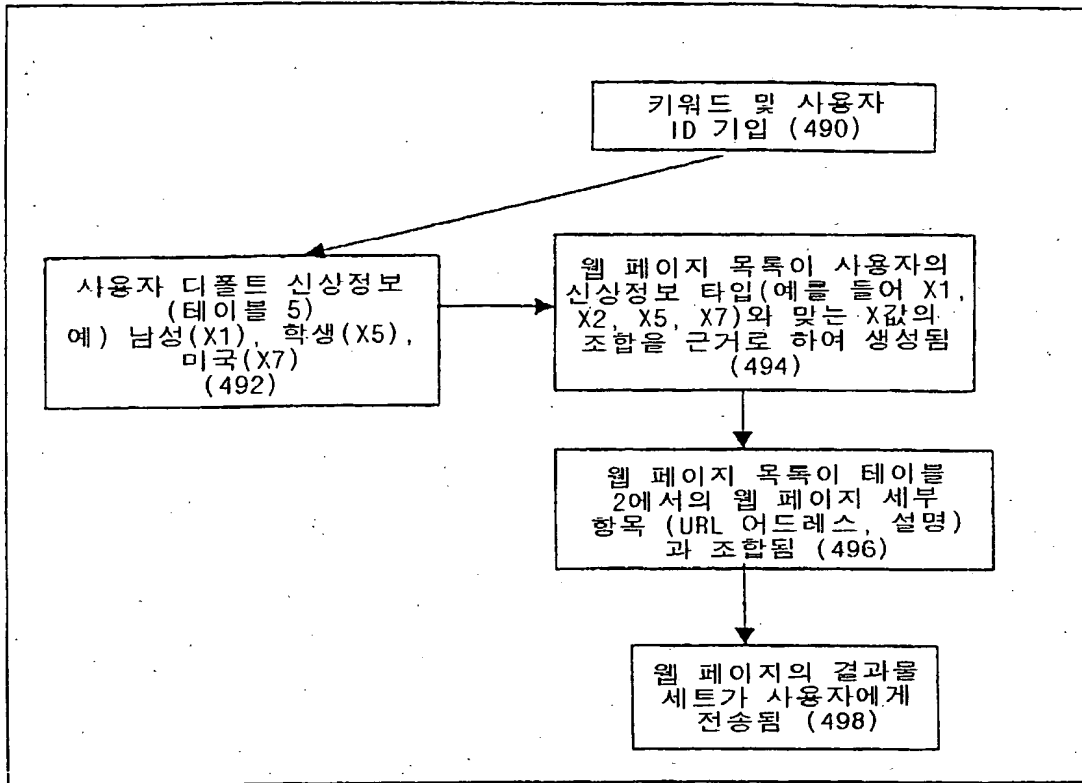 키워드 및 사용자
ID 기입 (490)
사용자 디폴트 신상정보
(테이블 5)
예) 남성(X1), 학생(X5),
미국(X7)
(492)
웹 페이지 목록이 사용자의
신상정보 타입(예를 들어 X1,
X2, X5, X7)와 맞는 X값의
조합을 근거로 하여 생성됨
(494)
웹 페이지 목록이 테이블
2에서의 웹 페이지 세부
항목 (URL 어드레스, 설명)
과 조합됨 (496)
웹 페이지의 결과물
세트가 사용자에게
전송됨 (498)